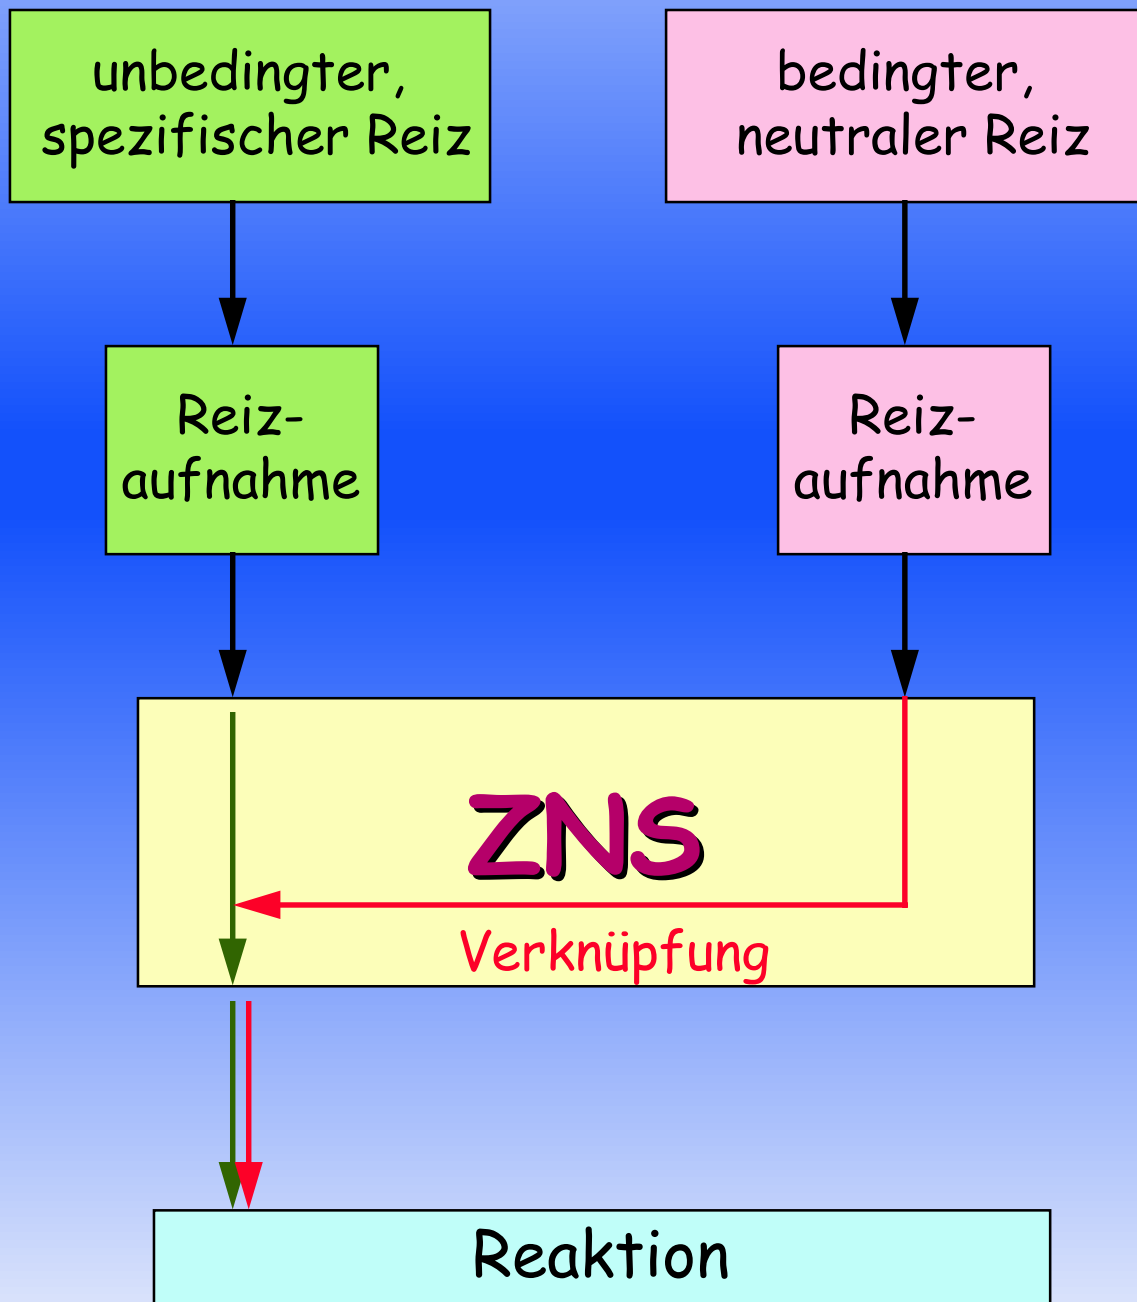 unbedingter,
spezifischer Reiz
bedingter,
neutraler Reiz
Reiz-
aufnahme
Reiz-
aufnahme
ZNS
Verknüpfung
Reaktion